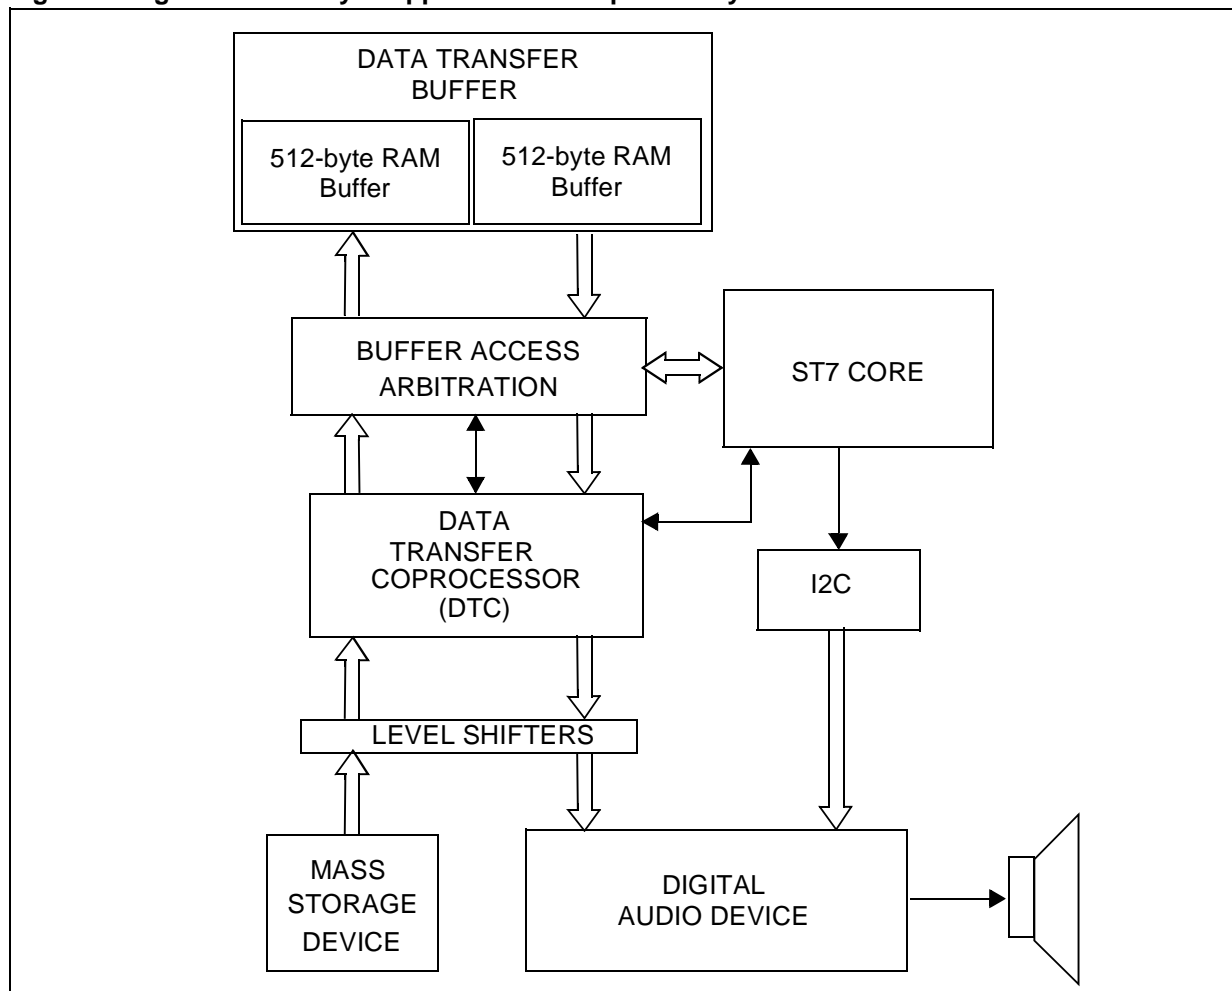 DATA TRANSFER
BUFFER
512-byte RAM
Buffer
512-byte RAM
Buffer
BUFFER ACCESS
ARBITRATION
ST7 CORE
DATA
TRANSFER
COPROCESSOR
(DTC)
I2C
LEVEL SHIFTERS
MASS
STORAGE
DEVICE
DIGITAL
AUDIO DEVICE